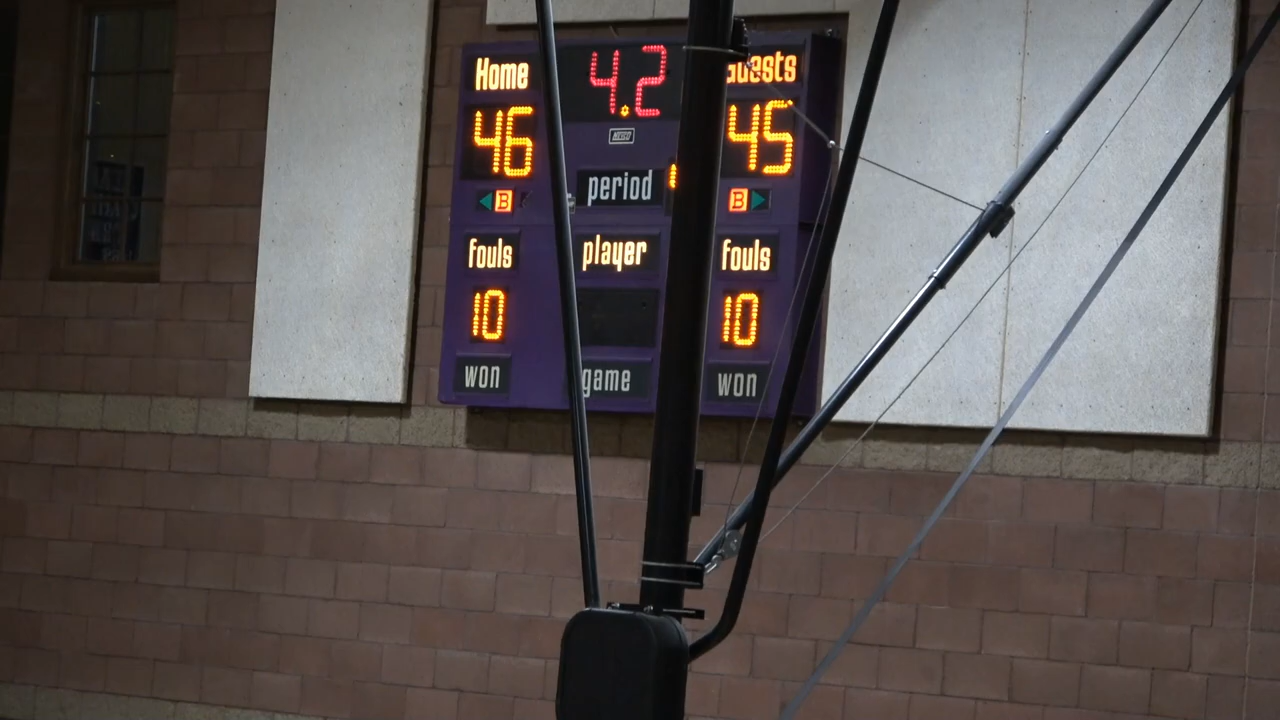 Home 4.2 Guests
46 45
period
B B
fouls player fouls
10 10
won game won